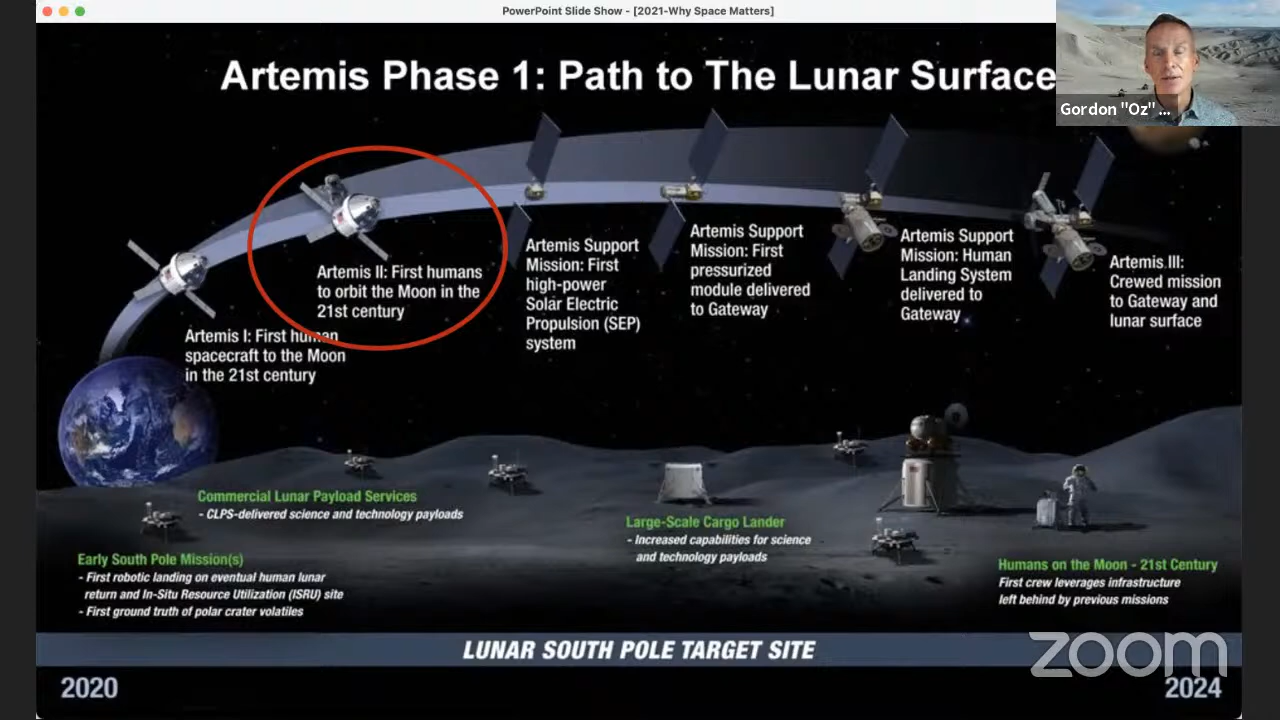 PowerPoint Slide Show - [2021-Why Space Matters]
Artemis Phase 1: Path to The Lunar Surface
Gordon "Oz" ...
Artemis I: First human
spacecraft to the Moon
in the 21st century
Artemis II: First humans
to orbit the Moon in the
21st century
Artemis Support
Mission: First
high-power
Solar Electric
Propulsion (SEP)
system
Artemis Support
Mission: First
pressurized
module delivered
to Gateway
Artemis Support
Mission: Human
Landing System
delivered to
Gateway
Artemis III:
Crewed mission
to Gateway and
lunar surface
Commercial Lunar Payload Services
- CLPS-delivered science and technology payloads
Early South Pole Mission(s)
- First robotic landing on eventual human lunar
return and In-Situ Resource Utilization (ISRU) site
- First ground truth of polar crater volatiles
Large-Scale Cargo Lander
- Increased capabilities for science
and technology payloads
Humans on the Moon - 21st Century
First crew leverages infrastructure
left behind by previous missions
LUNAR SOUTH POLE TARGET SITE
zoom
2020
2024